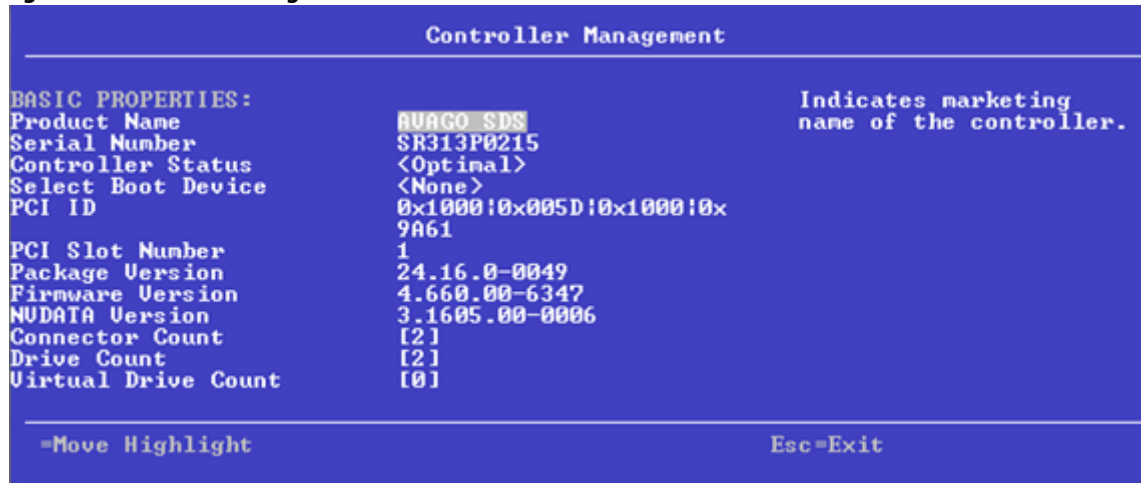 Controller Management
BASIC PROPERTIES:
Product Name AVAGO SDS
Serial Number SR313P0215
Controller Status <Optimal>
Select Boot Device <None>
PCI ID 0x1000|0x005D|0x1000|0x
9A61
PCI Slot Number 1
Package Version 24.16.0-0049
Firmware Version 4.660.00-6347
NVDATA Version 3.1605.00-0006
Connector Count [2]
Drive Count [2]
Virtual Drive Count [0]
Indicates marketing
name of the controller.
=Move Highlight
Esc=Exit